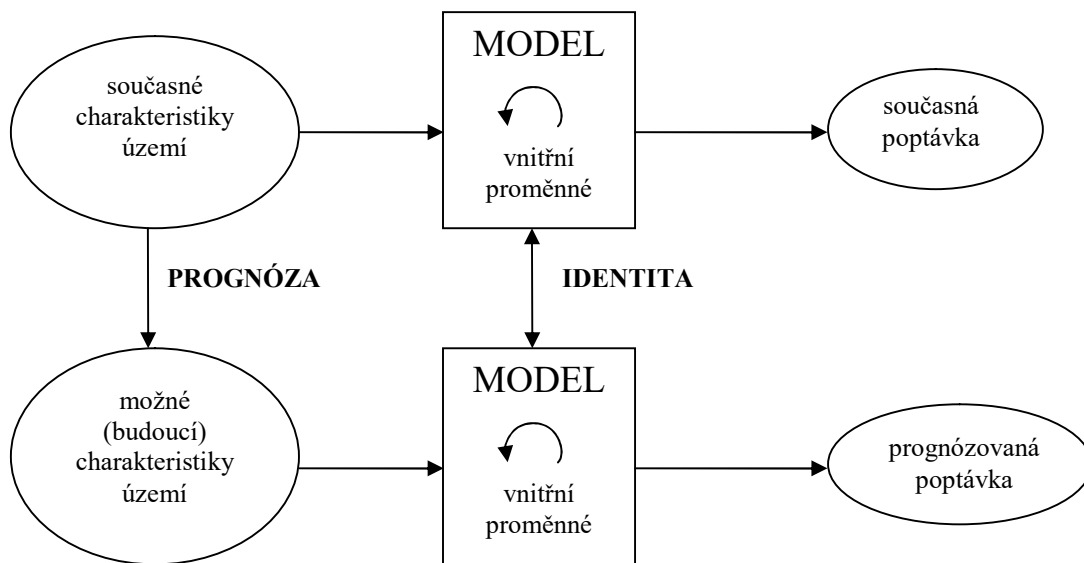 současné
charakteristiky
území
MODEL
vnitřní
proměnné
současná
poptávka
PROGNÓZA
IDENTITA
možné
(budoucí)
charakteristiky
území
MODEL
vnitřní
proměnné
prognózovaná
poptávka